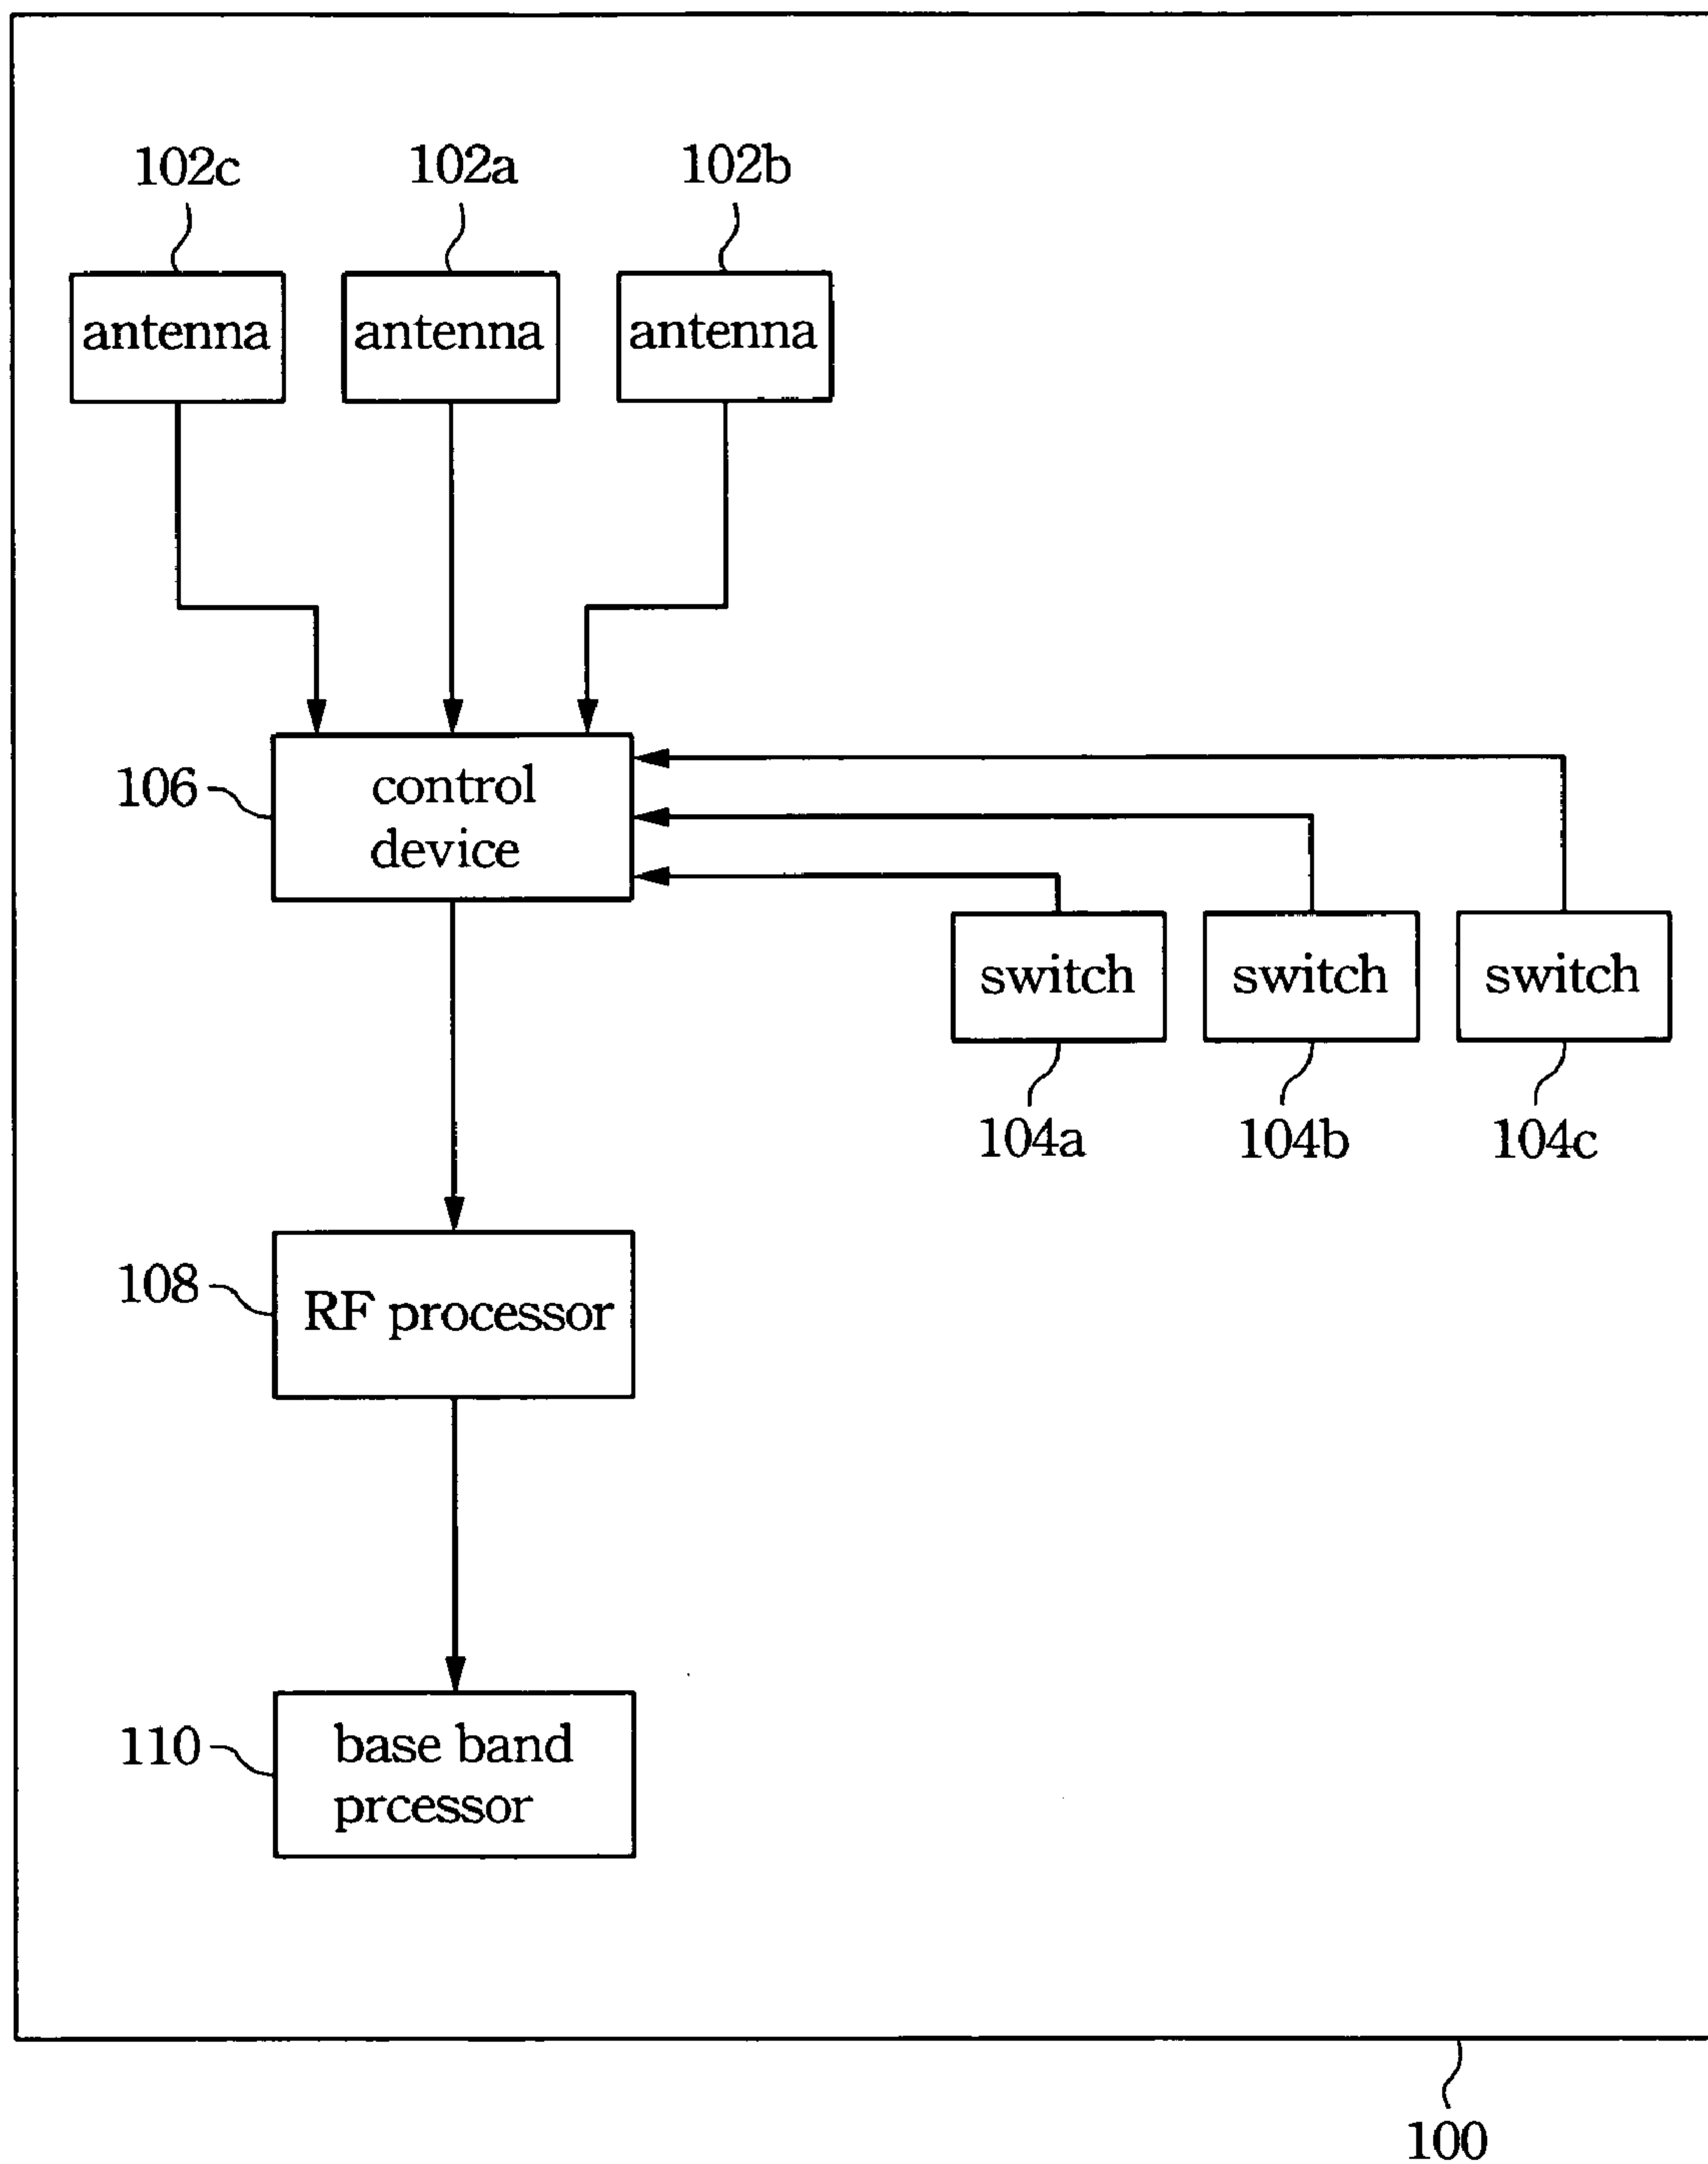 102c 102a 102b
antenna antenna antenna
106 control
device
switch switch switch
104a 104b 104c
108 RF processor
110 base band
prcessor
100